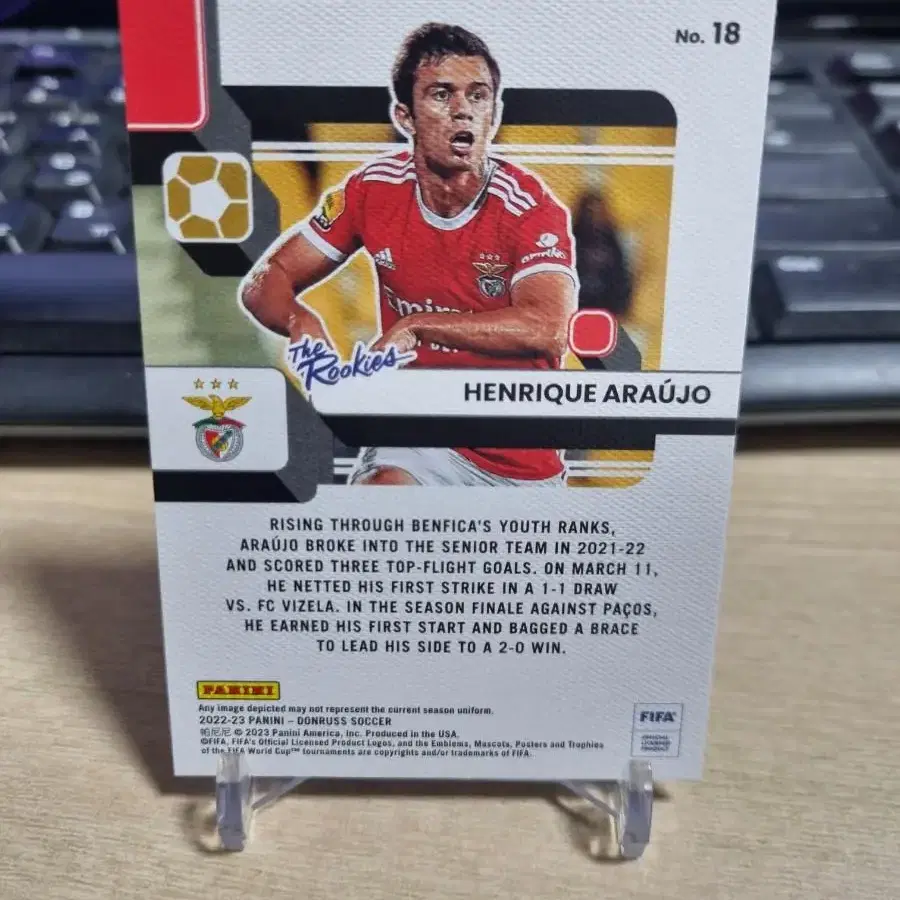 No. 18
adidas
Emir
The
Rookies
HENRIQUE ARAÚJO
RISING THROUGH BENFICA'S YOUTH RANKS,
ARAÚJO BROKE INTO THE SENIOR TEAM IN 2021-22
AND SCORED THREE TOP-FLIGHT GOALS. ON MARCH 11,
HE NETTED HIS FIRST STRIKE IN A 1-1 DRAW
VS. FC VIZELA. IN THE SEASON FINALE AGAINST PAÇOS,
HE EARNED HIS FIRST START AND BAGGED A BRACE
TO LEAD HIS SIDE TO A 2-0 WIN.
PANINI
Any image depicted may not represent the current season uniform.
2022-23 PANINI – DONRUSS SOCCER
帕尼尼 © 2023 Panini America, Inc. Produced in the USA.
©FIFA, FIFA's Official Licensed Product Logos, and the Emblems, Mascots, Posters and Trophies
of the FIFA World Cup™ tournaments are copyrights and/or trademarks of FIFA.
FIFA
OFFICIAL
LICENSED
PRODUCT